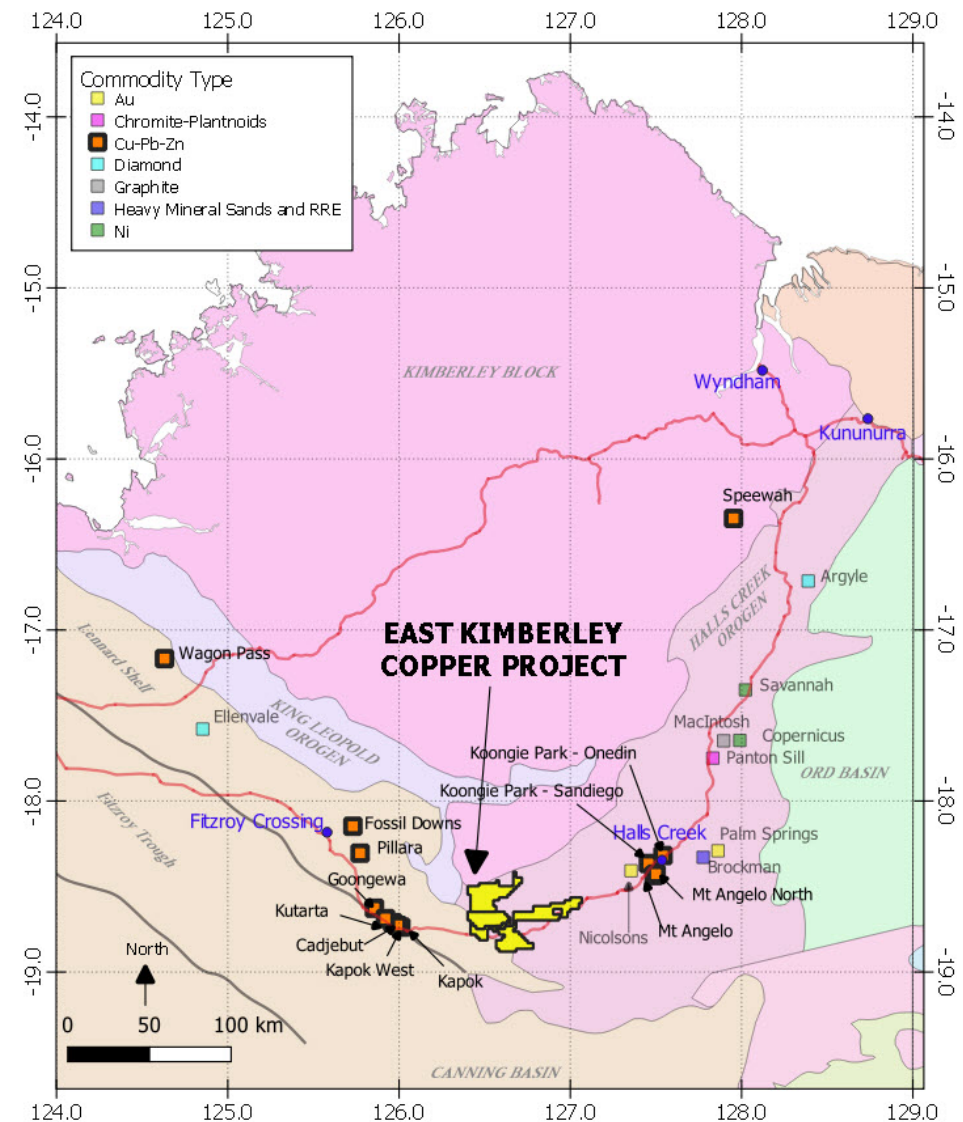 124.0 125.0 126.0 127.0 128.0 129.0
Commodity Type
Au
Chromite-Plantnoids
Cu-Pb-Zn
Diamond
Graphite
Heavy Mineral Sands and RRE
Ni
-14.0 -14.0
-15.0 -15.0
KIMBERLEY BLOCK
Wyndham
Kununurra
-16.0 -16.0
Speewah
Argyle
HALLS CREEK
OROGEN
-17.0 -17.0
EAST KIMBERLEY
COPPER PROJECT
Lennard Shelf
Wagon Pass
Savannah
Ellenvale
KING LEOPOLD
OROGEN
MacIntosh
Copernicus
Koongie Park - Onedin
Panton Sill
ORD BASIN
Koongie Park - Sandiego
-18.0 -18.0
Fitzroy Trough
Fitzroy Crossing
Fossil Downs
Halls Creek
Palm Springs
Pillara
Brockman
Goongewa
Mt Angelo North
Kutarta
Nicolsons
Mt Angelo
Cadjebut
Kapok West
Kapok
North
-19.0 -19.0
0 50 100 km
CANNING BASIN
124.0 125.0 126.0 127.0 128.0 129.0